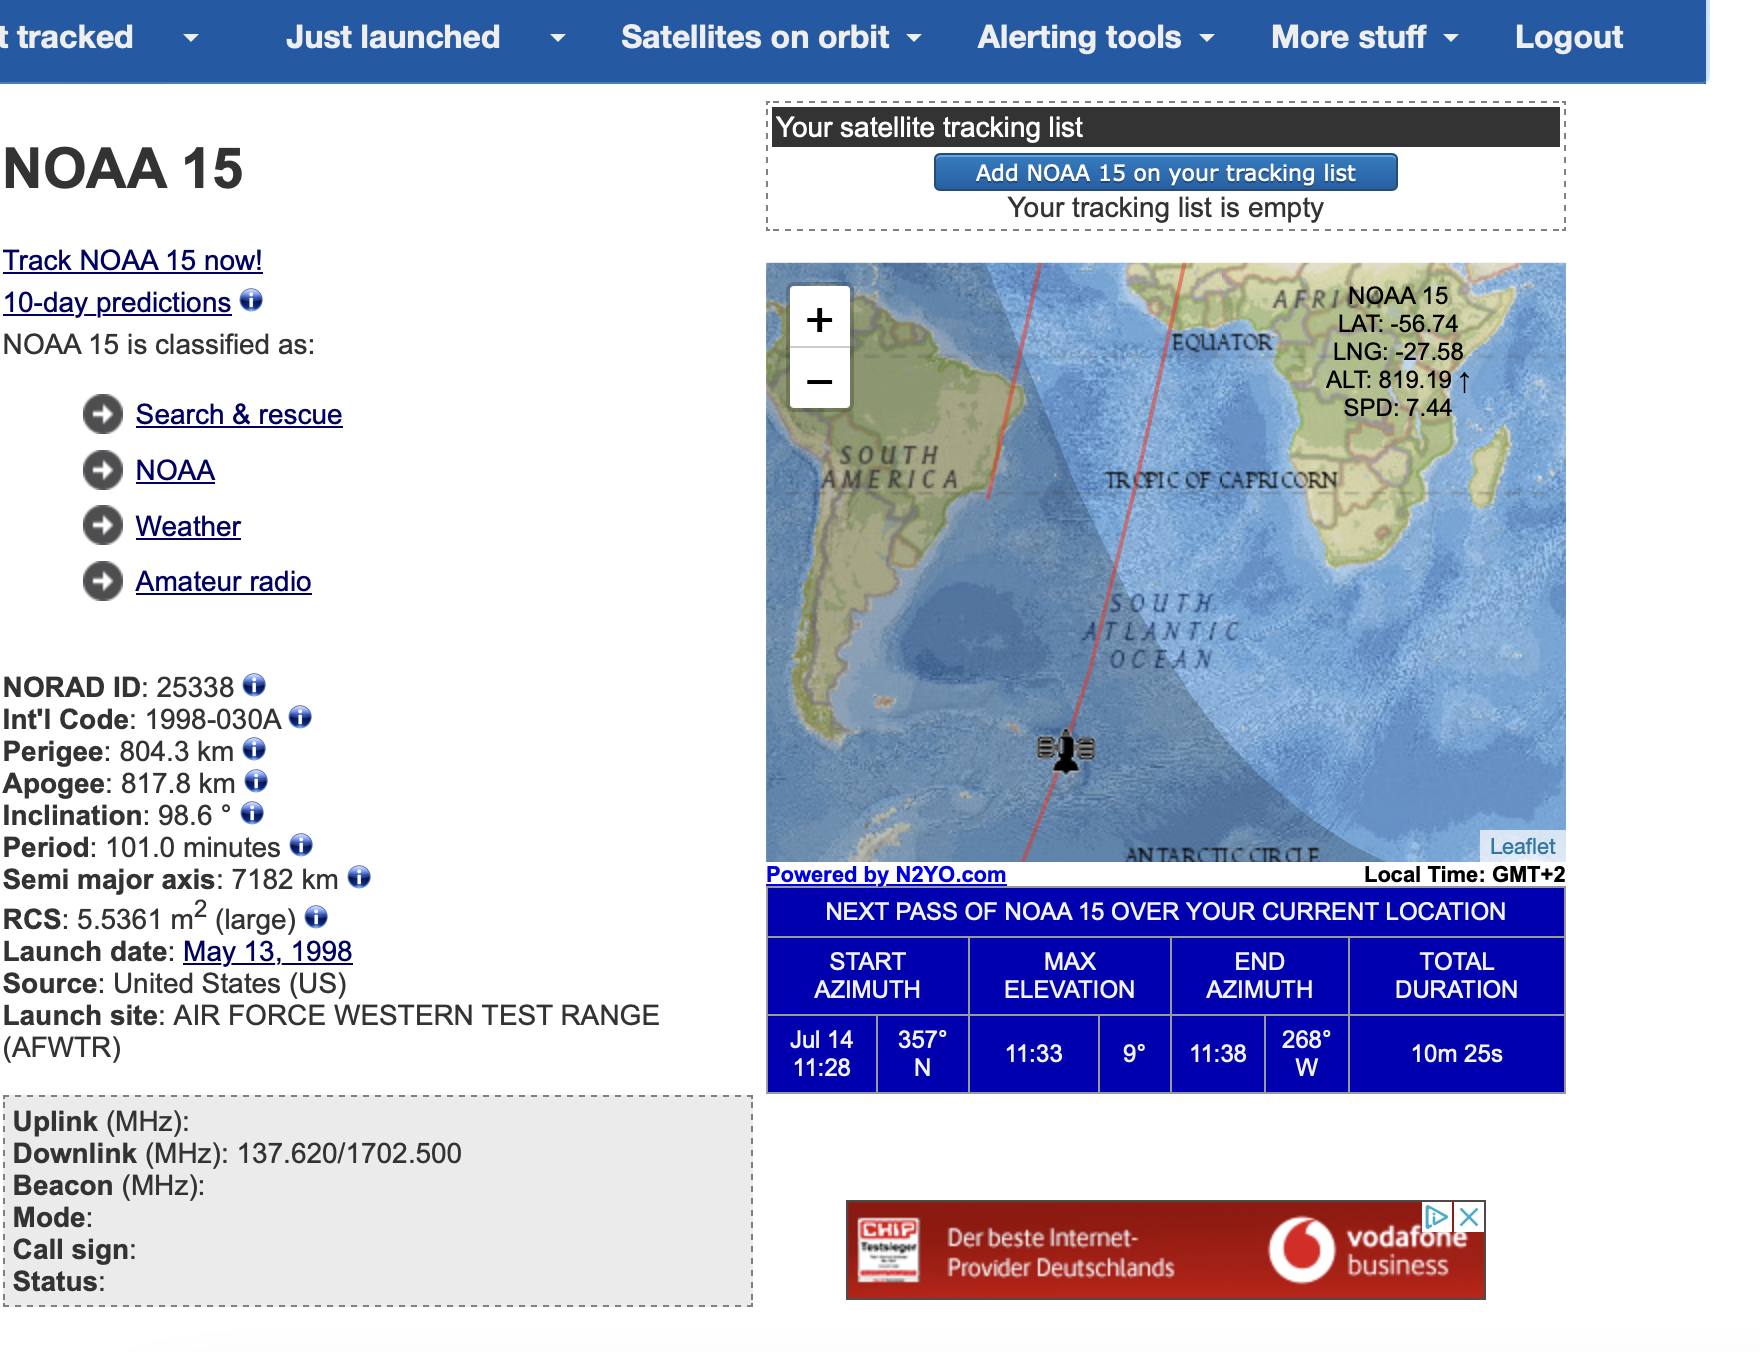 t tracked
Just launched
Satellites on orbit
Alerting tools
More stuff
Logout
NOAA 15
Track NOAA 15 now!
10-day predictions
NOAA 15 is classified as:
Search & rescue
NOAA
Weather
Amateur radio
NORAD ID: 25338
Int'l Code: 1998-030A
Perigee: 804.3 km
Apogee: 817.8 km
Inclination: 98.6 °
Period: 101.0 minutes
Semi major axis: 7182 km
RCS: 5.5361 m2 (large)
Launch date: May 13, 1998
Source: United States (US)
Launch site: AIR FORCE WESTERN TEST RANGE
(AFWTR)
Uplink (MHz):
Downlink (MHz): 137.620/1702.500
Beacon (MHz):
Mode:
Call sign:
Status:
Your satellite tracking list
Add NOAA 15 on your tracking list
Your tracking list is empty
+
−
NOAA 15
LAT: -56.74
LNG: -27.58
ALT: 819.19 ↑
SPD: 7.44
EQUATOR
SOUTH
AMERICA
TROPIC OF CAPRICORN
SOUTH
ATLANTIC
OCEAN
ANTARCTIC CIRCLE
Leaflet
Powered by N2YO.com
Local Time: GMT+2
NEXT PASS OF NOAA 15 OVER YOUR CURRENT LOCATION
START
AZIMUTH
MAX
ELEVATION
END
AZIMUTH
TOTAL
DURATION
Jul 14
11:28
357°
N
11:33
9°
11:38
268°
W
10m 25s
CHIP
Testsieger
Der beste Internet-
Provider Deutschlands
vodafone
business